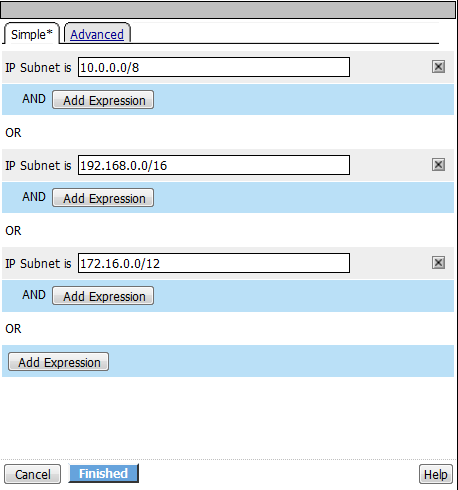 Simple* Advanced
IP Subnet is 10.0.0.0/8
AND Add Expression
OR
IP Subnet is 192.168.0.0/16
AND Add Expression
OR
IP Subnet is 172.16.0.0/12
AND Add Expression
OR
Add Expression
Cancel Finished Help